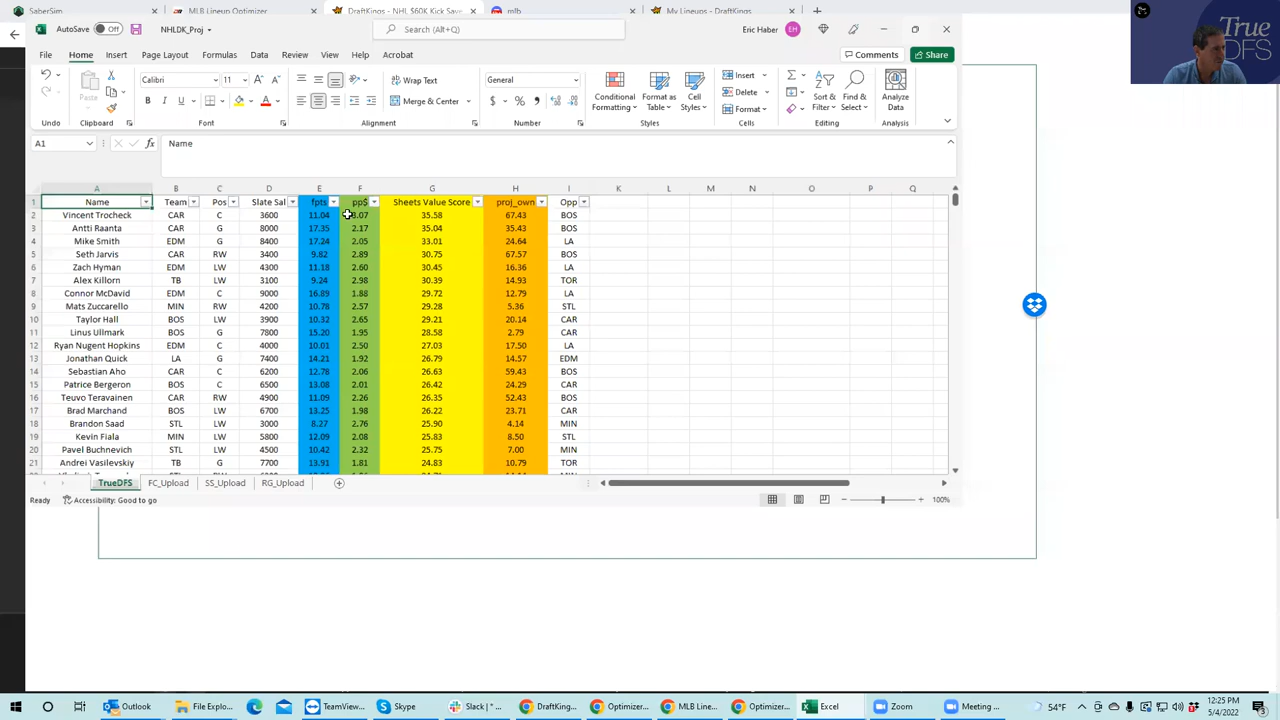 SaberSim
MLB Lineup Optimizer
DraftKings - NHL $60K Kick Save
mlb
My Lineups - DraftKings
True
DFS
AutoSave Off NHLDK_Proj Search (Alt+Q) Eric Haber EH
File Home Insert Page Layout Formulas Data Review View Help Acrobat Comments Share
Paste Calibri 11 Wrap Text General Insert
Merge & Center Conditional Formatting Format as Table Cell Styles Delete Sort & Filter Find & Select Analyze Data
Format
Undo Clipboard Font Alignment Number Styles Cells Editing Analysis
A1 fx Name
A B C D E F G H I J K L M N O P Q
1 Name Team Pos Slate Sal fpts pp$ Sheets Value Score proj_own Opp
2 Vincent Trocheck CAR C 3600 11.04 3.07 35.58 67.43 BOS
3 Antti Raanta CAR G 8000 17.35 2.17 35.04 35.43 BOS
4 Mike Smith EDM G 8400 17.24 2.05 33.01 24.64 LA
5 Seth Jarvis CAR RW 3400 9.82 2.89 30.75 67.57 BOS
6 Zach Hyman EDM LW 4300 11.18 2.60 30.45 16.36 LA
7 Alex Killorn TB LW 3100 9.24 2.98 30.39 14.93 TOR
8 Connor McDavid EDM C 9000 16.89 1.88 29.72 12.79 LA
9 Mats Zuccarello MIN RW 4200 10.78 2.57 29.28 5.36 STL
10 Taylor Hall BOS LW 3900 10.32 2.65 29.23 20.14 CAR
11 Linus Ullmark BOS G 7800 15.20 1.95 28.58 2.79 CAR
12 Ryan Nugent Hopkins EDM C 4000 10.01 2.50 27.03 17.50 LA
13 Jonathan Quick LA G 7400 14.21 1.92 26.79 14.57 EDM
14 Sebastian Aho CAR C 6200 12.78 2.06 26.63 59.43 BOS
15 Patrice Bergeron BOS C 6500 13.08 2.01 26.42 24.29 CAR
16 Teuvo Teravainen CAR RW 4900 11.09 2.26 26.35 52.43 BOS
17 Brad Marchand BOS LW 6700 13.25 1.98 26.22 23.71 CAR
18 Brandon Saad STL LW 3000 8.27 2.76 25.90 4.14 MIN
19 Kevin Fiala MIN LW 5800 12.09 2.08 25.83 8.50 STL
20 Pavel Buchnevich STL LW 4500 10.42 2.32 25.75 7.00 MIN
21 Andrei Vasilevskiy TB G 7700 13.91 1.81 24.83 10.79 TOR
TrueDFS FC_Upload SS_Upload RG_Upload
Ready Accessibility: Good to go 100%
Outlook File Explo... TeamView... Skype Slack | * ... DraftKing... Optimizer... MLB Line... Optimizer... Excel Zoom Meeting ... 54°F 12:25 PM
5/4/2022
3